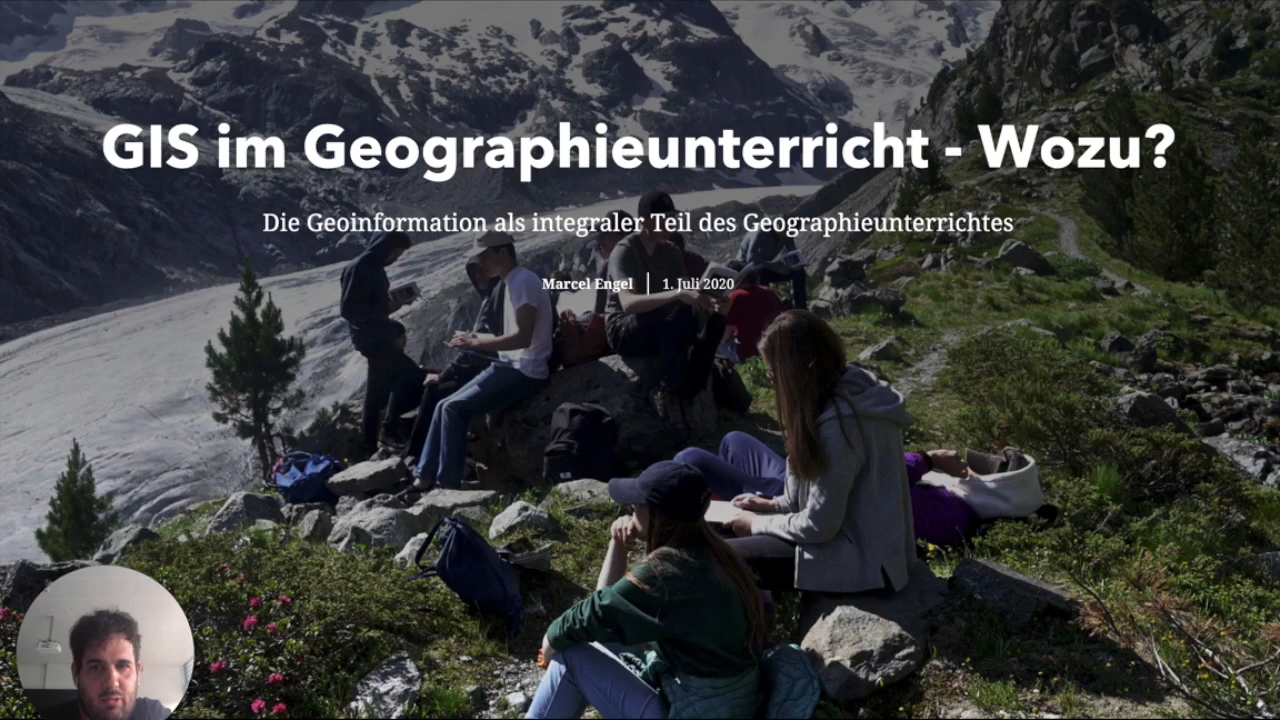 GIS im Geographieunterricht - Wozu?
Die Geoinformation als integraler Teil des Geographieunterrichtes
Marcel Engel | 1. Juli 2020